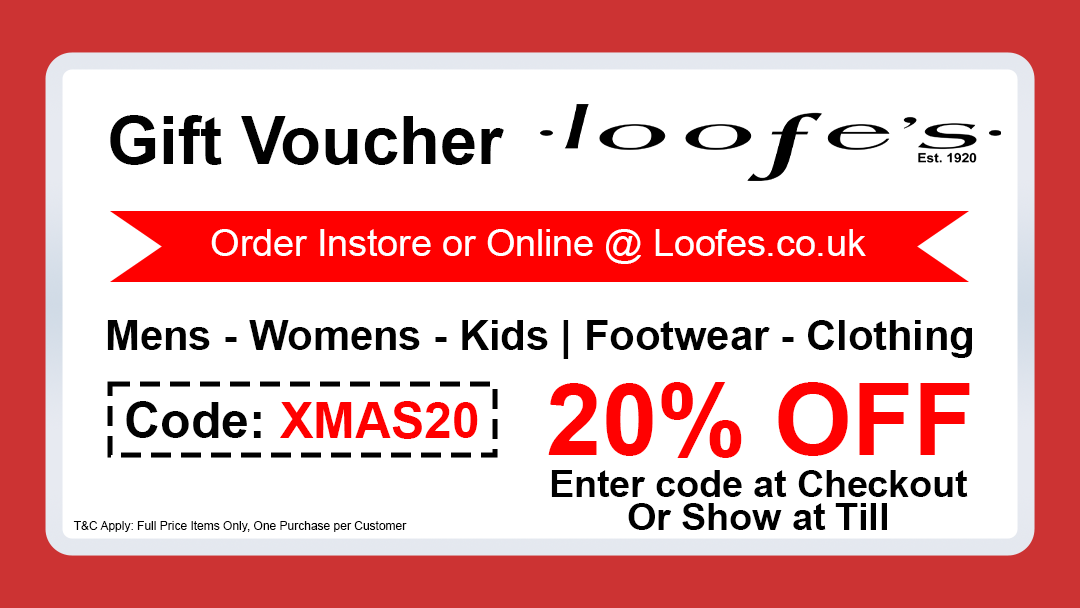 Gift Voucher
·loofe's·
Est. 1920
Order Instore or Online @ Loofes.co.uk
Mens - Womens - Kids | Footwear - Clothing
Code: XMAS20
20% OFF
Enter code at Checkout
Or Show at Till
T&C Apply: Full Price Items Only, One Purchase per Customer